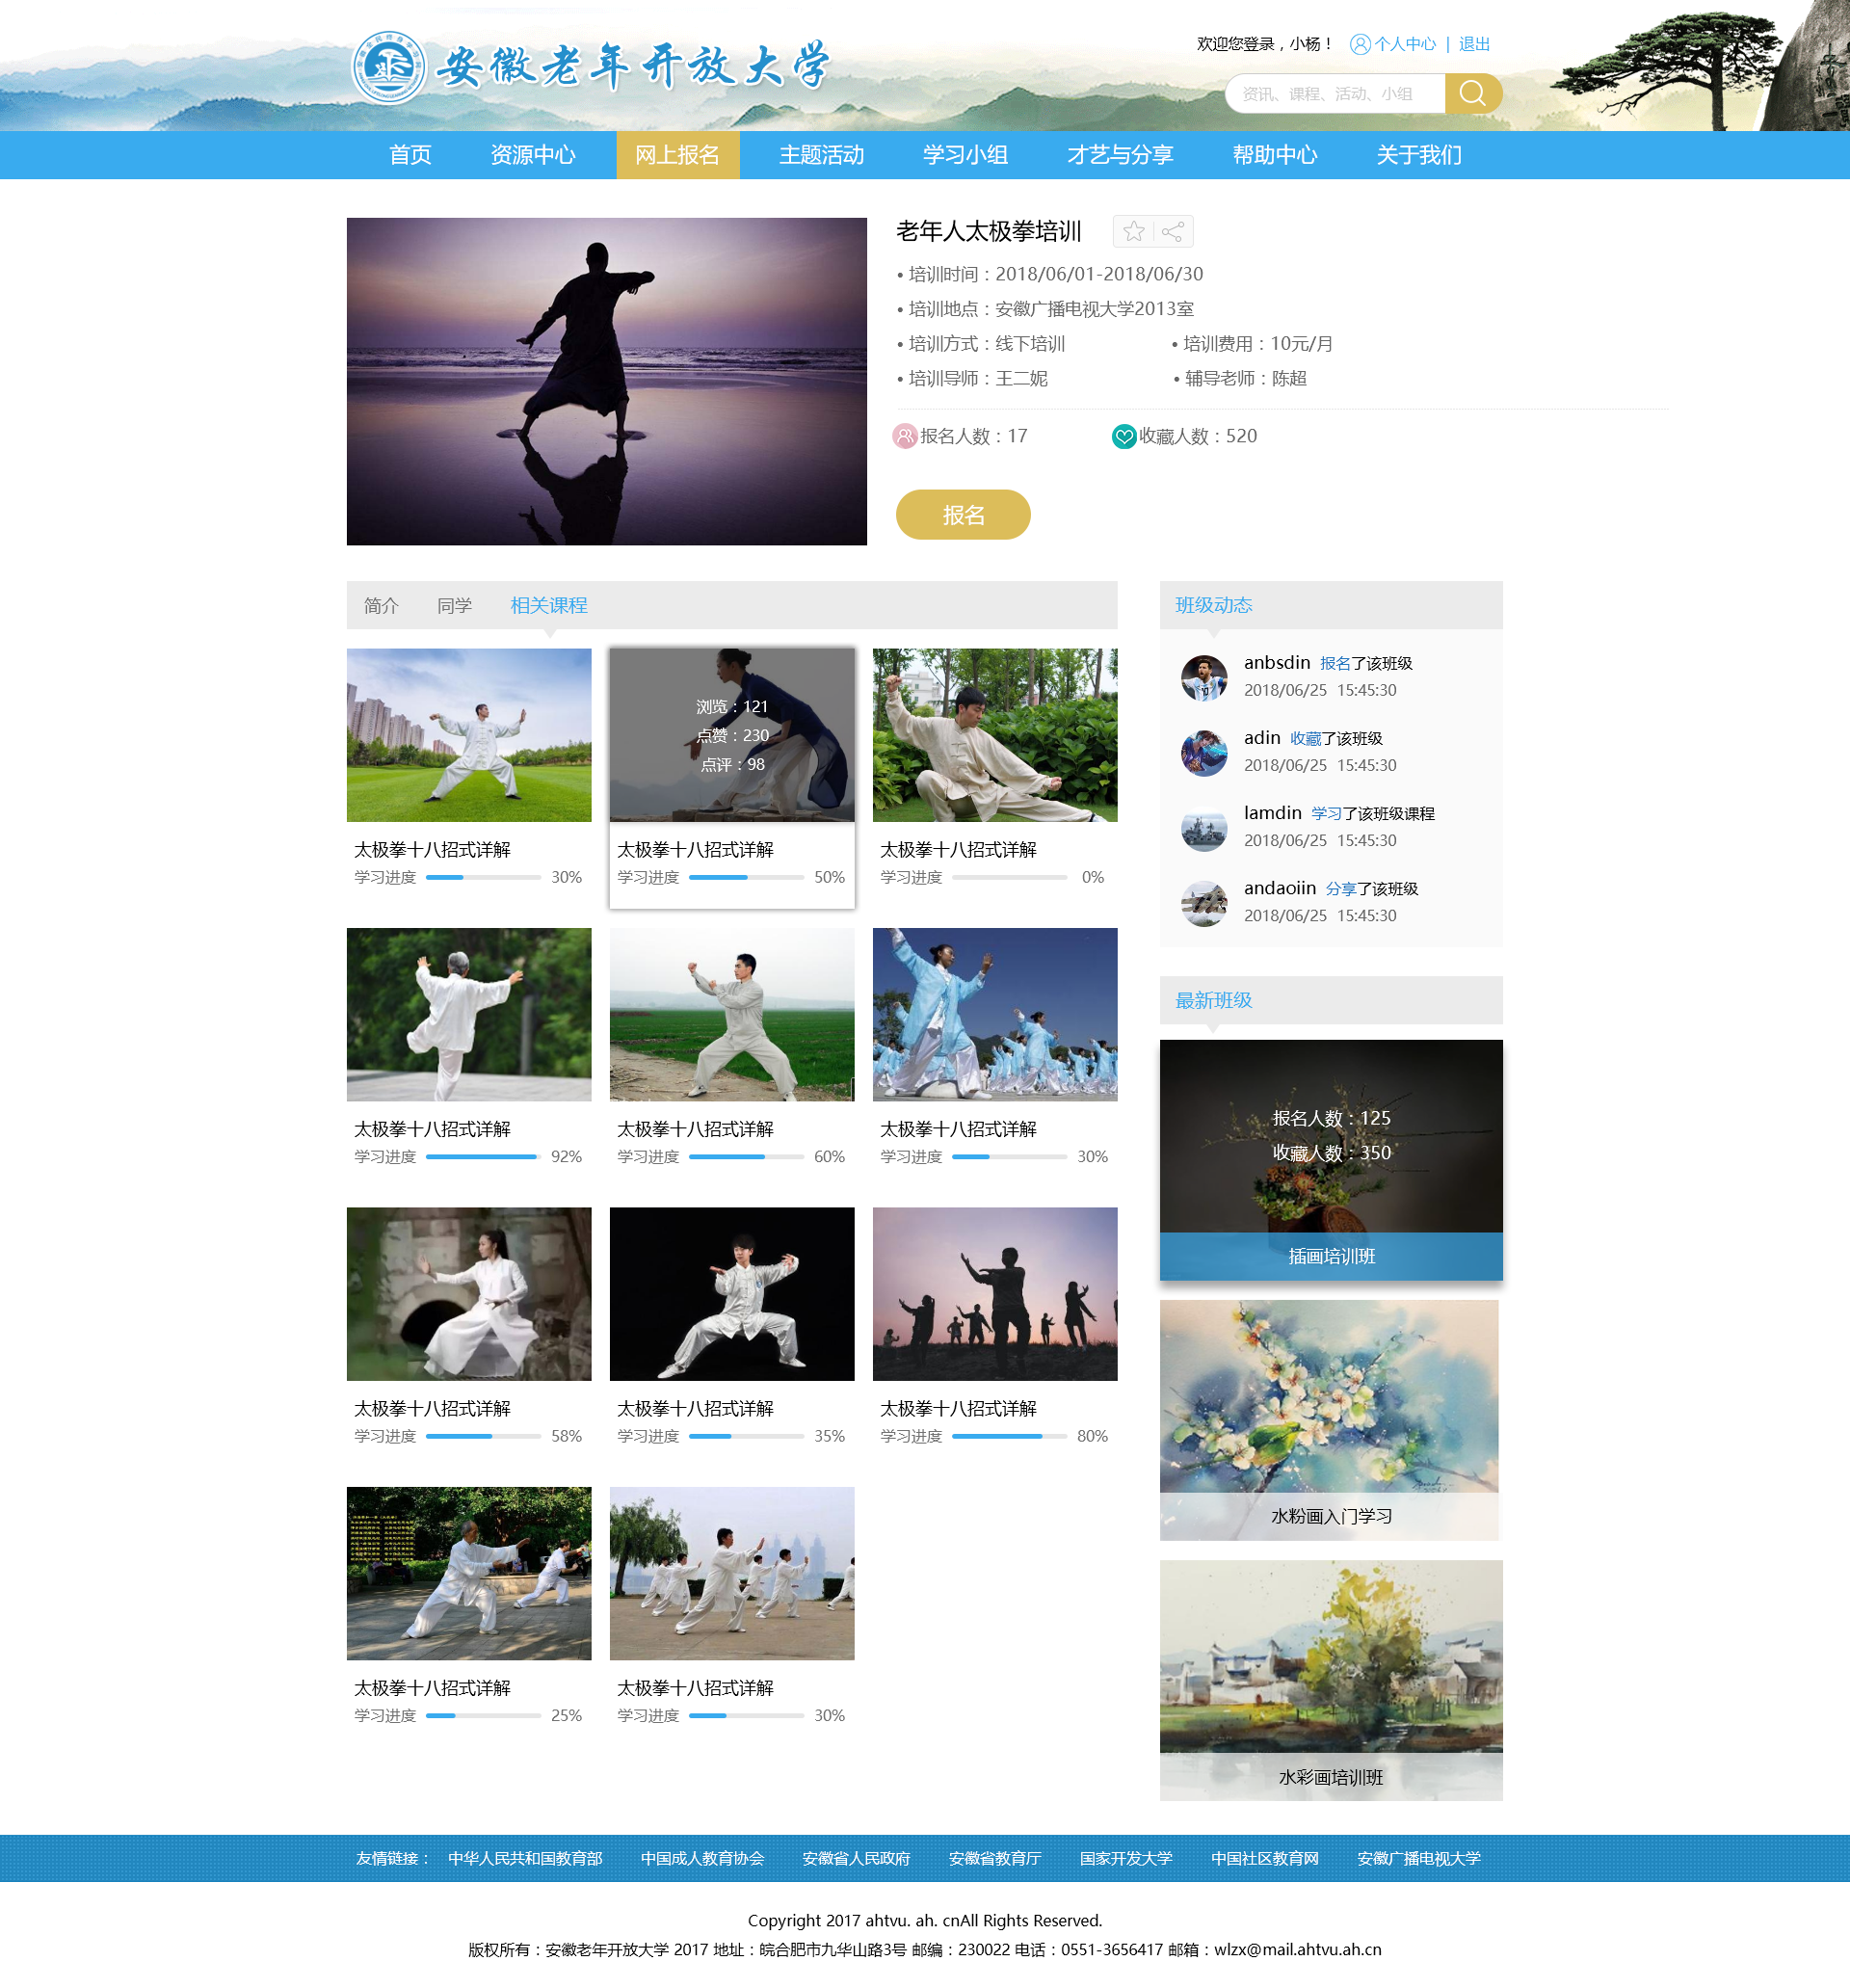 安徽老年开放大学
欢迎您登录，小杨！ 个人中心 | 退出
资讯、课程、活动、小组
首页 资源中心 网上报名 主题活动 学习小组 才艺与分享 帮助中心 关于我们
老年人太极拳培训
• 培训时间：2018/06/01-2018/06/30
• 培训地点：安徽广播电视大学2013室
• 培训方式：线下培训 • 培训费用：10元/月
• 培训导师：王二妮 • 辅导老师：陈超
报名人数：17 收藏人数：520
报名
简介 同学 相关课程
浏览：121
点赞：230
点评：98
太极拳十八招式详解
学习进度 30%
太极拳十八招式详解
学习进度 50%
太极拳十八招式详解
学习进度 0%
太极拳十八招式详解
学习进度 92%
太极拳十八招式详解
学习进度 60%
太极拳十八招式详解
学习进度 30%
太极拳十八招式详解
学习进度 58%
太极拳十八招式详解
学习进度 35%
太极拳十八招式详解
学习进度 80%
太极拳十八招式详解
学习进度 25%
太极拳十八招式详解
学习进度 30%
班级动态
anbsdin 报名了该班级
2018/06/25 15:45:30
adin 收藏了该班级
2018/06/25 15:45:30
lamdin 学习了该班级课程
2018/06/25 15:45:30
andaoiin 分享了该班级
2018/06/25 15:45:30
最新班级
报名人数：125
收藏人数：350
插画培训班
水粉画入门学习
水彩画培训班
友情链接： 中华人民共和国教育部 中国成人教育协会 安徽省人民政府 安徽省教育厅 国家开发大学 中国社区教育网 安徽广播电视大学
Copyright 2017 ahtvu. ah. cnAll Rights Reserved.
版权所有：安徽老年开放大学 2017 地址：皖合肥市九华山路3号 邮编：230022 电话：0551-3656417 邮箱：wlzx@mail.ahtvu.ah.cn